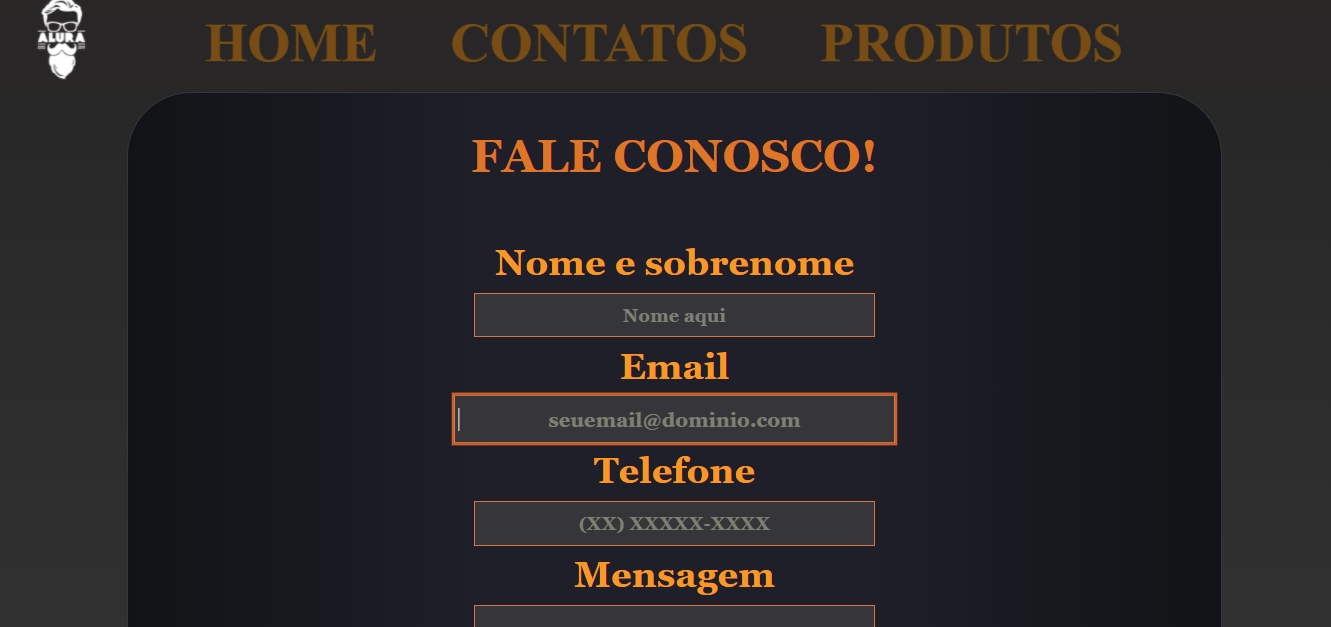 ALURA
HOME CONTATOS PRODUTOS
FALE CONOSCO!
Nome e sobrenome
Nome aqui
Email
seuemail@dominio.com
Telefone
(XX) XXXXX-XXXX
Mensagem